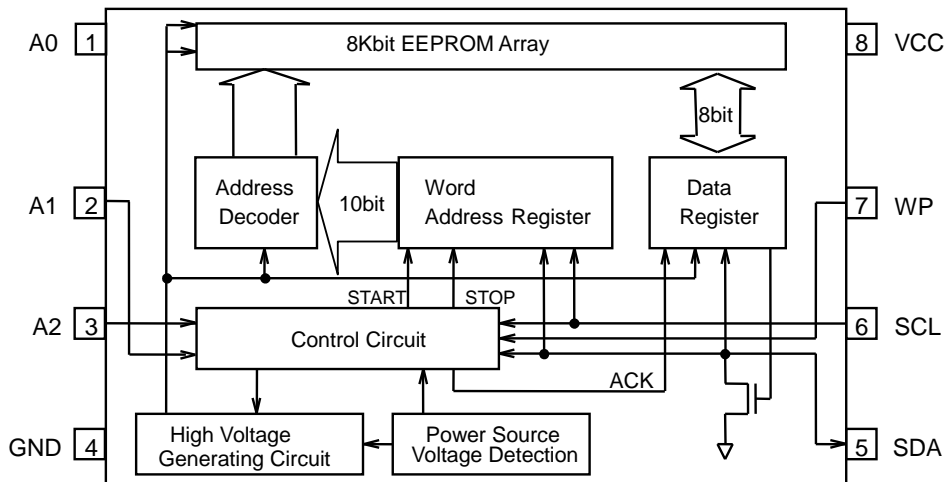 A0 1
8Kbit EEPROM Array
8 VCC
8bit
A1 2
Address
Decoder
10bit
Word
Address Register
Data
Register
7 WP
START
STOP
A2 3
Control Circuit
6 SCL
ACK
GND 4
High Voltage
Generating Circuit
Power Source
Voltage Detection
5 SDA